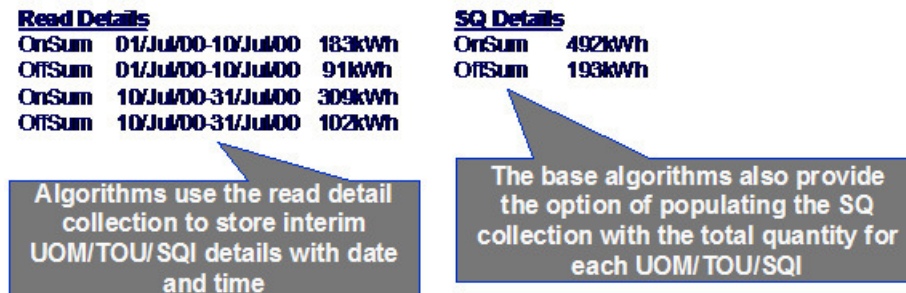 Read Details
OnSum 01/Jul/00-10/Jul/00 183kWh
OffSum 01/Jul/00-10/Jul/00 91kWh
OnSum 10/Jul/00-31/Jul/00 309kWh
OffSum 10/Jul/00-31/Jul/00 102kWh
Algorithms use the read detail
collection to store interim
UOM/TOU/SQI details with date
and time
SQ Details
OnSum 492kWh
OffSum 193kWh
The base algorithms also provide
the option of populating the SQ
collection with the total quantity for
each UOM/TOU/SQI